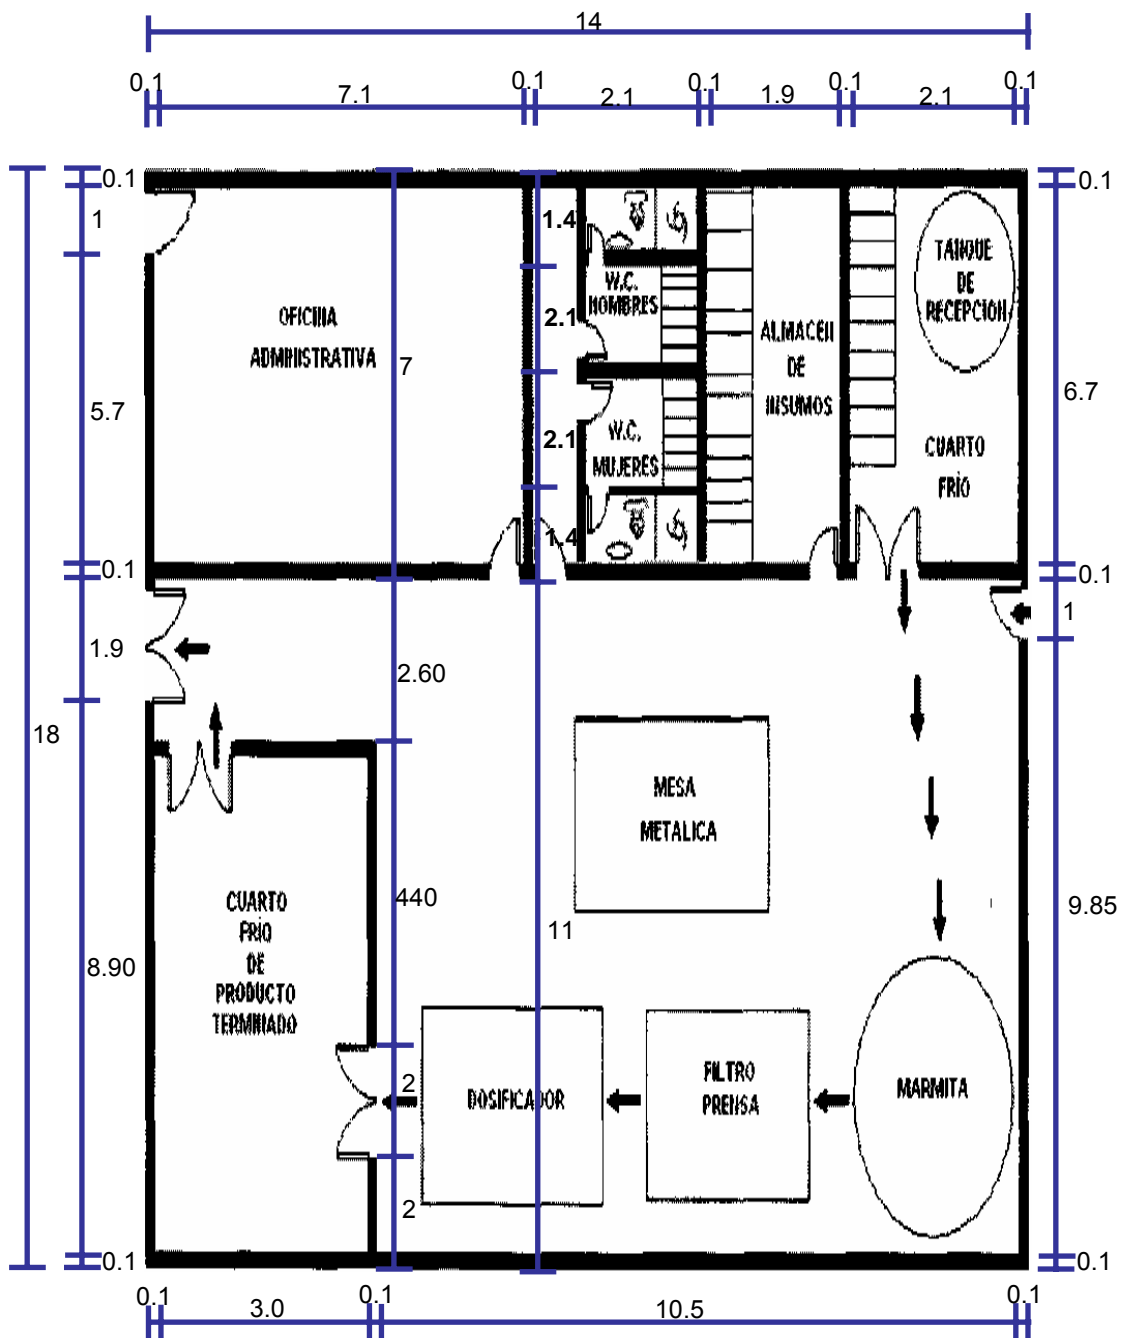 14
0.1 7.1 0.1 2.1 0.1 1.9 0.1 2.1 0.1
0.1
1
5.7
0.1
1.9
18
8.90
0.1
7
2.60
440
2
2
1.4
2.1
2.1
1.4
11
0.1
6.7
0.1
1
9.85
0.1
OFICINA
ADMINISTRATIVA
W.C.
HOMBRES
W.C.
MUJERES
ALMACEN
DE
INSUMOS
TANQUE
DE
RECEPCION
CUARTO
FRÍO
MESA
METALICA
CUARTO
FRÍO
DE
PRODUCTO
TERMINADO
DOSIFICADOR
FILTRO
PRENSA
MARMITA
0.1 3.0 0.1 10.5 0.1